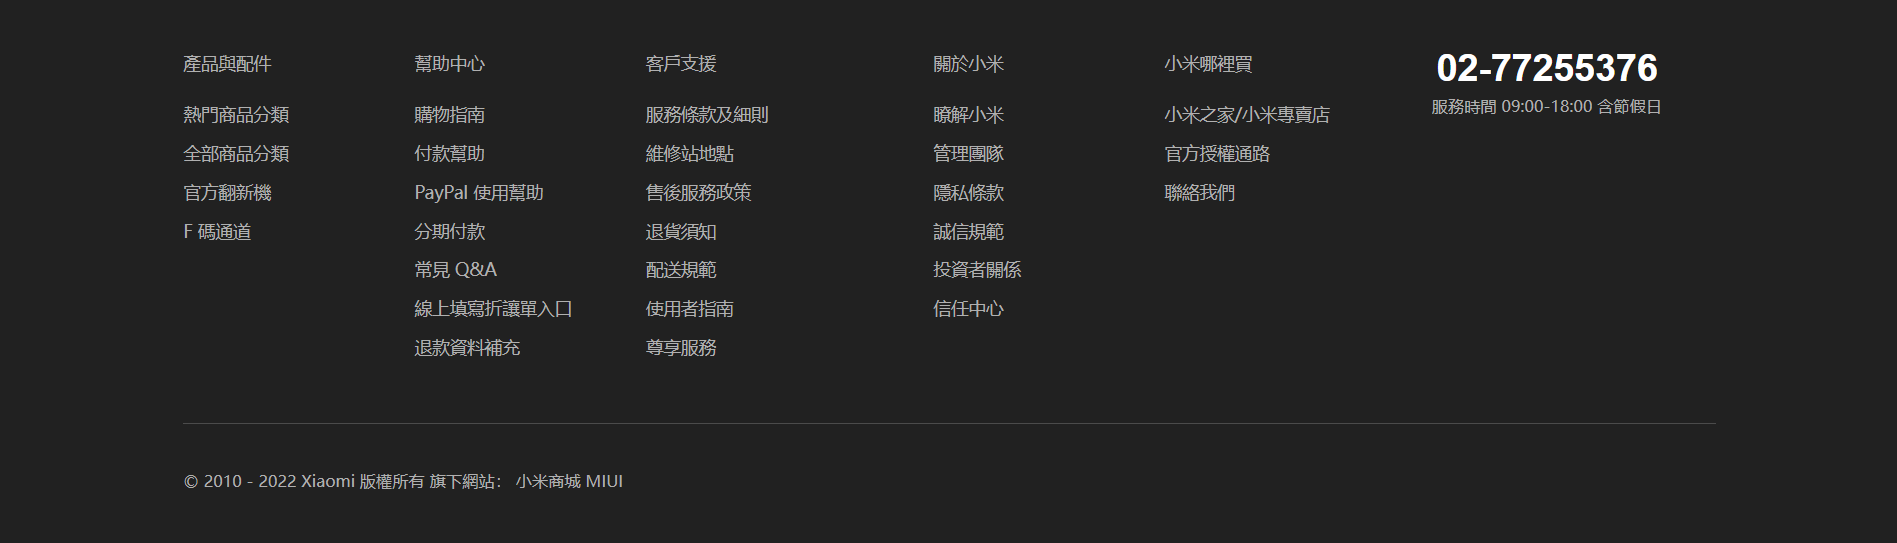 產品與配件
熱門商品分類
全部商品分類
官方翻新機
F 碼通道
幫助中心
購物指南
付款幫助
PayPal 使用幫助
分期付款
常見 Q&A
線上填寫折讓單入口
退款資料補充
客戶支援
服務條款及細則
維修站地點
售後服務政策
退貨須知
配送規範
使用者指南
尊享服務
關於小米
瞭解小米
管理團隊
隱私條款
誠信規範
投資者關係
信任中心
小米哪裡買
小米之家/小米專賣店
官方授權通路
聯絡我們
02-77255376
服務時間 09:00-18:00 含節假日
© 2010 - 2022 Xiaomi 版權所有 旗下網站： 小米商城 MIUI